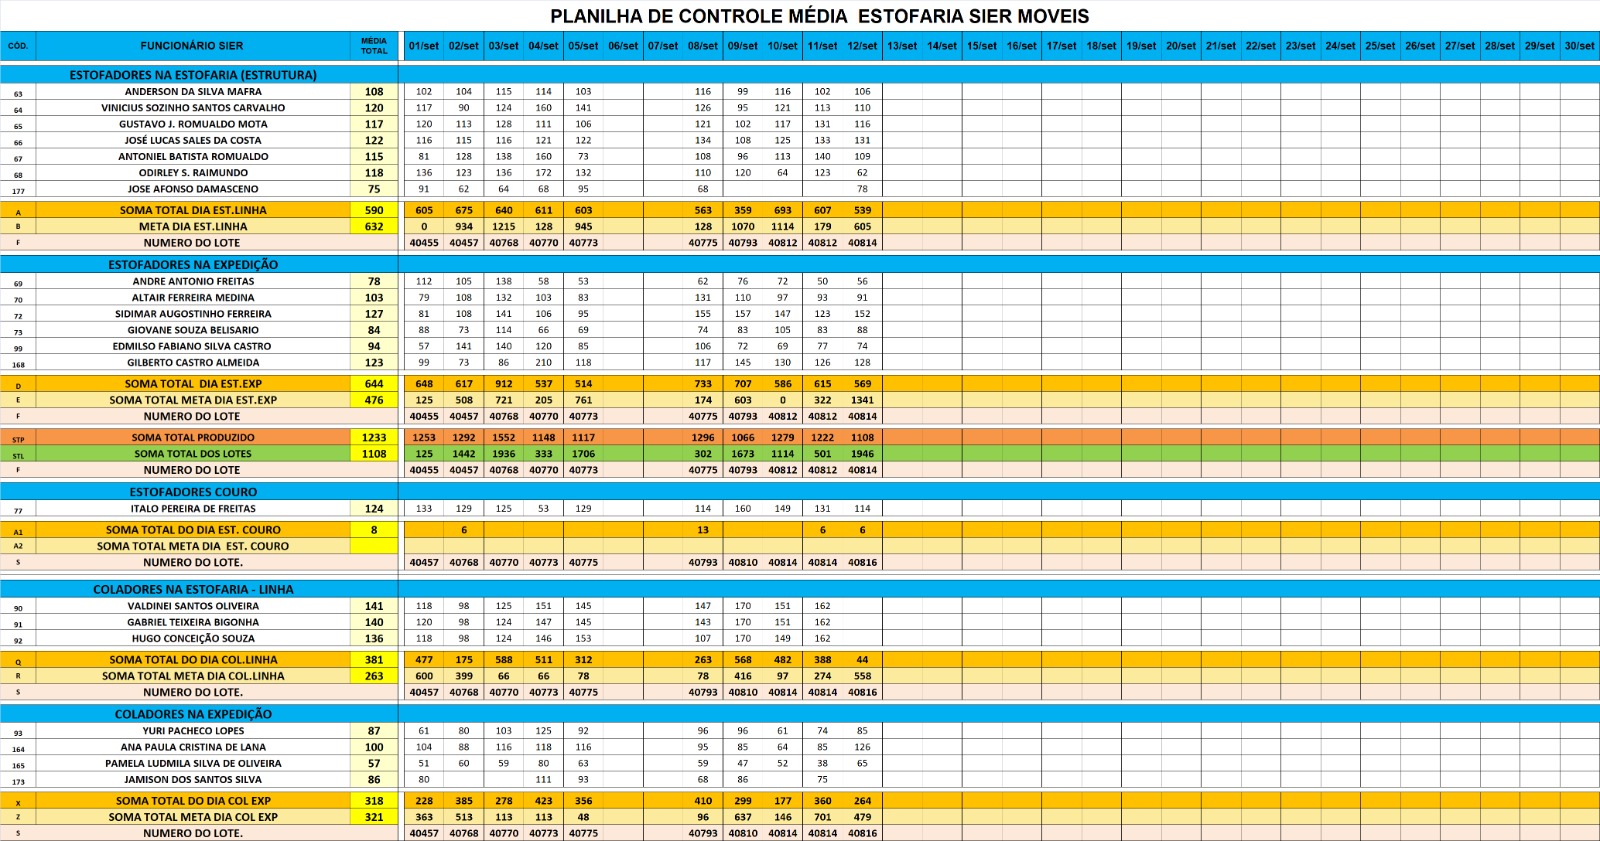 PLANILHA DE CONTROLE MÉDIA  ESTOFARIA SIER MOVEIS
CÓD. FUNCIONÁRIO SIER MÉDIA TOTAL 01/set 02/set 03/set 04/set 05/set 06/set 07/set 08/set 09/set 10/set 11/set 12/set 13/set 14/set 15/set 16/set 17/set 18/set 19/set 20/set 21/set 22/set 23/set 24/set 25/set 26/set 27/set 28/set 29/set 30/set
ESTOFADORES NA ESTOFARIA (ESTRUTURA)
63 ANDERSON DA SILVA MAFRA 108 102 104 115 114 103 116 99 116 102 106
64 VINICIUS SOZINHO SANTOS CARVALHO 120 117 90 124 160 141 126 95 121 113 110
65 GUSTAVO J. ROMUALDO MOTA 117 120 113 128 111 106 121 102 117 131 116
66 JOSÉ LUCAS SALES DA COSTA 122 116 115 116 121 122 134 108 125 133 131
67 ANTONIEL BATISTA ROMUALDO 115 81 128 138 160 73 108 96 113 140 109
68 ODIRLEY S. RAIMUNDO 118 136 123 136 172 132 110 120 64 123 62
177 JOSE AFONSO DAMASCENO 75 91 62 64 68 95 68 78
A SOMA TOTAL DIA EST.LINHA 590 605 675 640 611 603 563 359 693 607 539
B META DIA EST.LINHA 632 0 934 1215 128 945 128 1070 1114 179 605
F NUMERO DO LOTE 40455 40457 40768 40770 40773 40775 40793 40812 40812 40814
ESTOFADORES NA EXPEDIÇÃO
69 ANDRE ANTONIO FREITAS 78 112 105 138 58 53 62 76 72 50 56
70 ALTAIR FERREIRA MEDINA 103 79 108 132 103 83 131 110 97 93 91
72 SIDIMAR AUGOSTINHO FERREIRA 127 81 108 141 106 95 155 157 147 123 152
73 GIOVANE SOUZA BELISARIO 84 88 73 114 66 69 74 83 105 83 88
99 EDMILSO FABIANO SILVA CASTRO 94 57 141 140 120 85 106 72 69 77 74
168 GILBERTO CASTRO ALMEIDA 123 99 73 86 210 118 117 145 130 126 128
D SOMA TOTAL  DIA EST.EXP 644 648 617 912 537 514 733 707 586 615 569
E SOMA TOTAL META DIA EST.EXP 476 125 508 721 205 761 174 603 0 322 1341
F NUMERO DO LOTE 40455 40457 40768 40770 40773 40775 40793 40812 40812 40814
STP SOMA TOTAL PRODUZIDO 1233 1253 1292 1552 1148 1117 1296 1066 1279 1222 1108
STL SOMA TOTAL DOS LOTES 1108 125 1442 1936 333 1706 302 1673 1114 501 1946
F NUMERO DO LOTE 40455 40457 40768 40770 40773 40775 40793 40812 40812 40814
ESTOFADORES COURO
77 ITALO PEREIRA DE FREITAS 124 133 129 125 53 129 114 160 149 131 114
A1 SOMA TOTAL DO DIA EST. COURO 8 6 13 6 6
A2 SOMA TOTAL META DIA  EST. COURO
S NUMERO DO LOTE. 40457 40768 40770 40773 40775 40793 40810 40814 40814 40816
COLADORES NA ESTOFARIA - LINHA
90 VALDINEI SANTOS OLIVEIRA 141 118 98 125 151 145 147 170 151 162
91 GABRIEL TEIXEIRA BIGONHA 140 120 98 124 147 145 143 170 151 162
92 HUGO CONCEIÇÃO SOUZA 136 118 98 124 146 153 107 170 149 162
Q SOMA TOTAL DO DIA COL.LINHA 381 477 175 588 511 312 263 568 482 388 44
R SOMA TOTAL META DIA COL.LINHA 263 600 399 66 66 78 78 416 97 274 558
S NUMERO DO LOTE. 40457 40768 40770 40773 40775 40793 40810 40814 40814 40816
COLADORES NA EXPEDIÇÃO
93 YURI PACHECO LOPES 87 61 80 103 125 92 96 96 61 74 85
164 ANA PAULA CRISTINA DE LANA 100 104 88 116 118 116 95 85 64 85 126
165 PAMELA LUDMILA SILVA DE OLIVEIRA 57 51 60 59 80 63 59 47 52 38 65
173 JAMISON DOS SANTOS SILVA 86 80 111 93 68 86 75
X SOMA TOTAL DO DIA COL EXP 318 228 385 278 423 356 410 299 177 360 264
Z SOMA TOTAL META DIA COL EXP 321 363 513 113 113 48 96 637 146 701 479
S NUMERO DO LOTE. 40457 40768 40770 40773 40775 40793 40810 40814 40814 40816